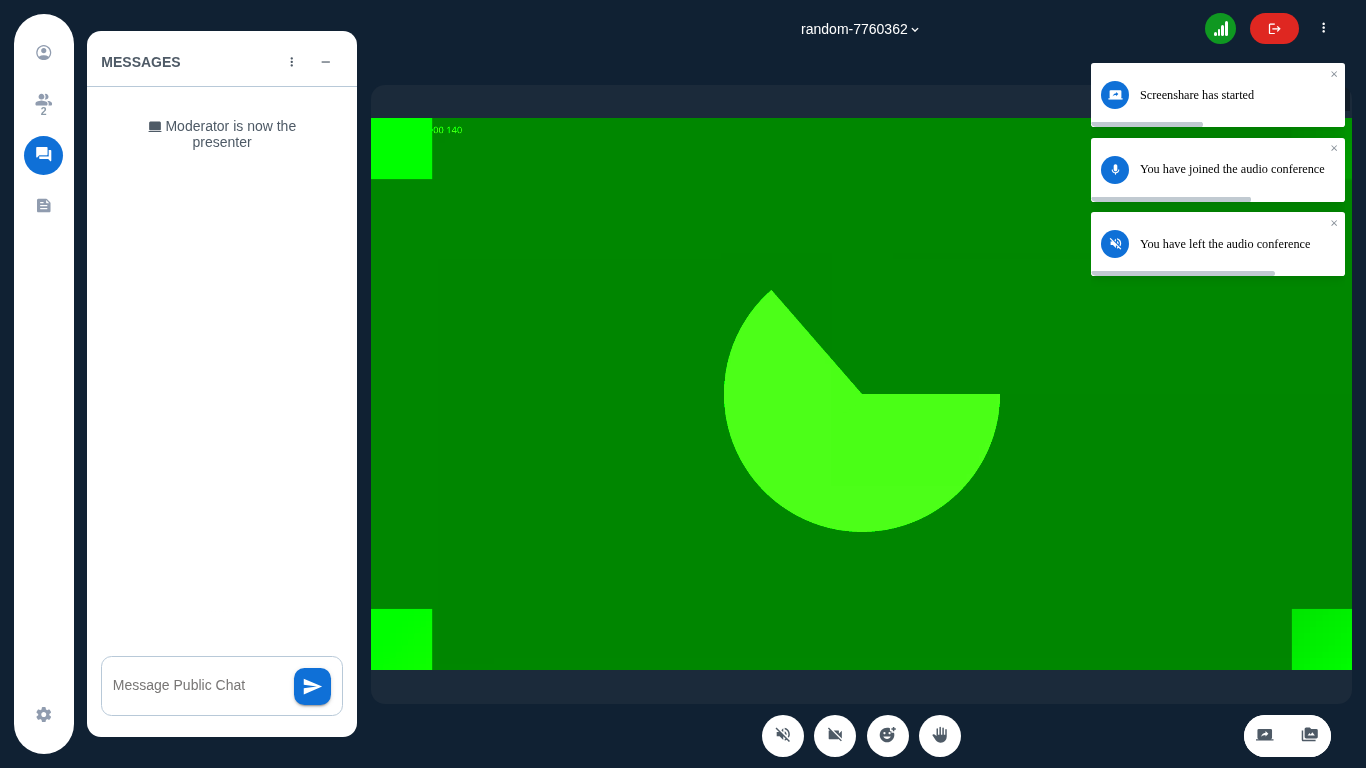 random-7760362
MESSAGES
2
Moderator is now the
presenter
Message Public Chat
140
Screenshare has started
You have joined the audio conference
You have left the audio conference